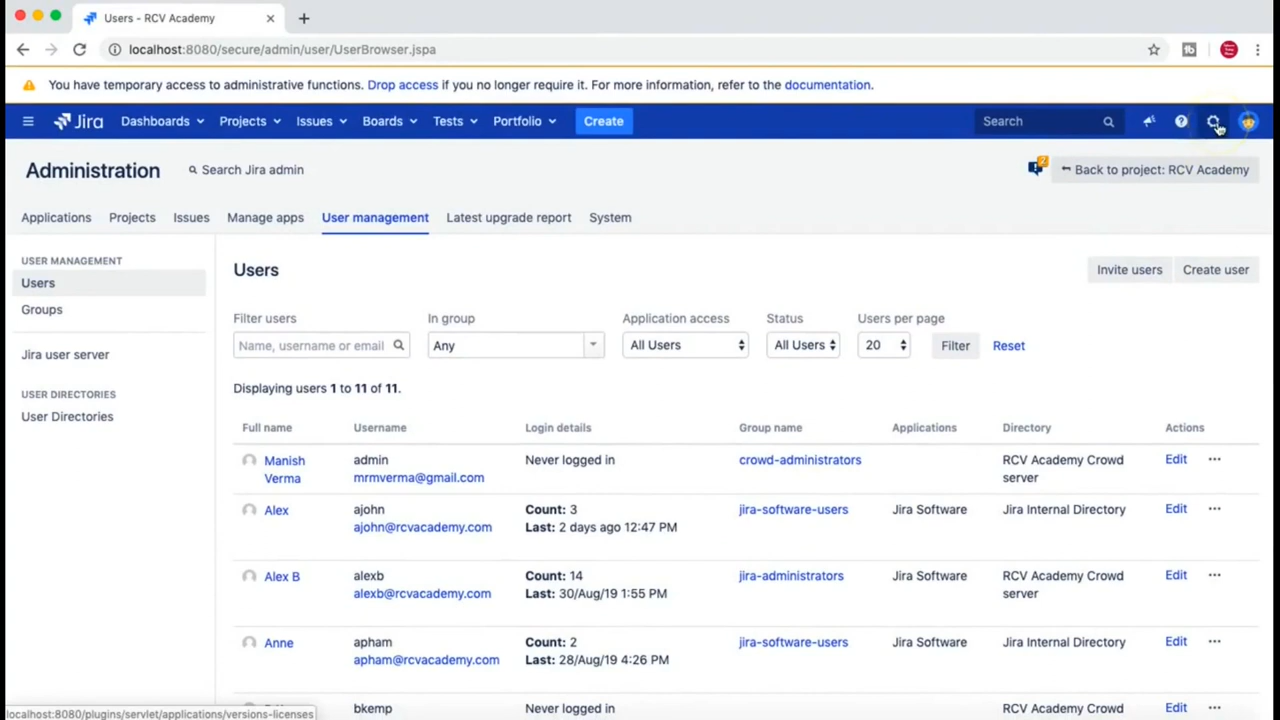 Users - RCV Academy
localhost:8080/secure/admin/user/UserBrowser.jspa
You have temporary access to administrative functions. Drop access if you no longer require it. For more information, refer to the documentation.
Jira Dashboards Projects Issues Boards Tests Portfolio Create Search
Administration Search Jira admin Back to project: RCV Academy
Applications Projects Issues Manage apps User management Latest upgrade report System
USER MANAGEMENT
Users
Groups
Jira user server
USER DIRECTORIES
User Directories
Users Invite users Create user
Filter users In group Application access Status Users per page
Name, username or email Any All Users All Users 20 Filter Reset
Displaying users 1 to 11 of 11.
Full name Username Login details Group name Applications Directory Actions
Manish admin Never logged in crowd-administrators RCV Academy Crowd Edit
Verma mrmverma@gmail.com server
Alex ajohn Count: 3 jira-software-users Jira Software Jira Internal Directory Edit
ajohn@rcvacademy.com Last: 2 days ago 12:47 PM
Alex B alexb Count: 14 jira-administrators Jira Software RCV Academy Crowd Edit
alexb@rcvacademy.com Last: 30/Aug/19 1:55 PM server
Anne apham Count: 2 jira-software-users Jira Software Jira Internal Directory Edit
apham@rcvacademy.com Last: 28/Aug/19 4:26 PM
bkemp Never logged in jira-software-users Jira Software Jira Internal Directory Edit
localhost:8080/plugins/servlet/applications/versions-licenses